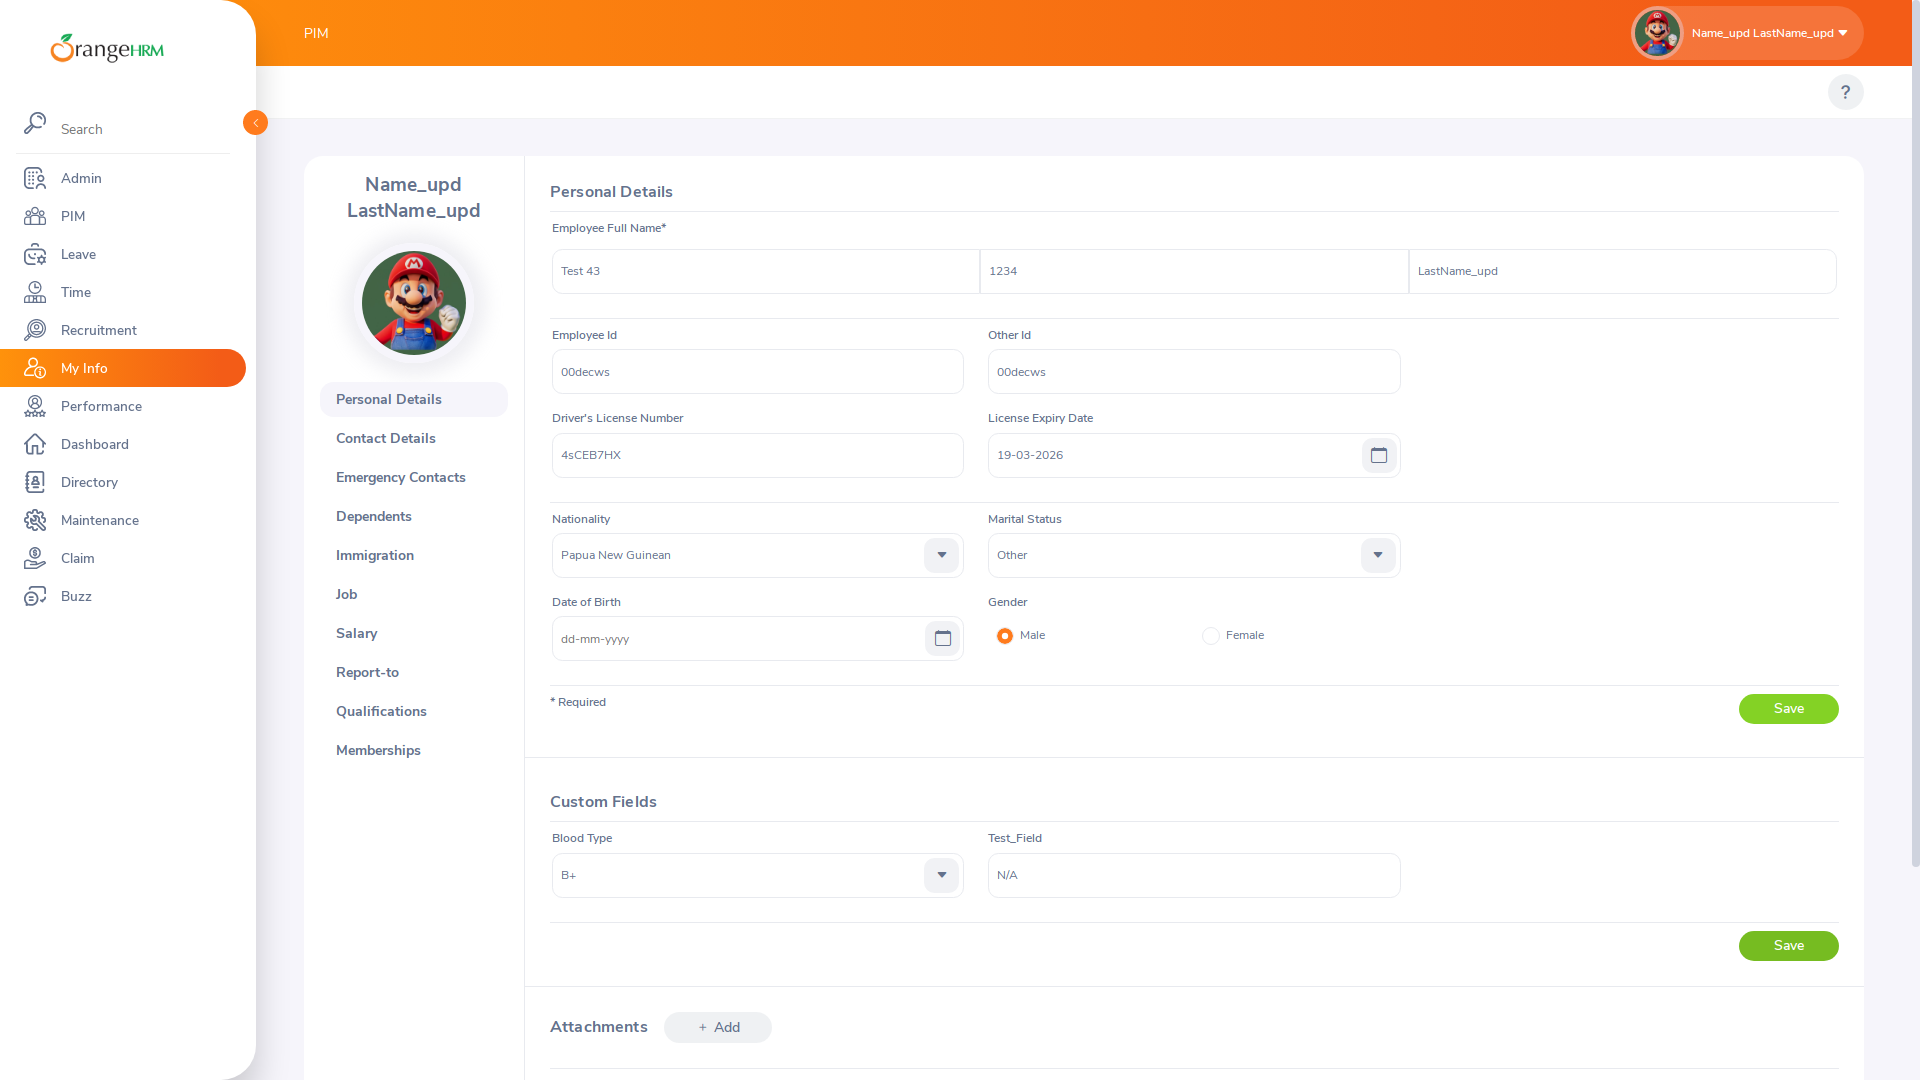 OrangeHRM
PIM
Name_upd LastName_upd
?
Search
Admin
PIM
Leave
Time
Recruitment
My Info
Performance
Dashboard
Directory
Maintenance
Claim
Buzz
Name_upd
LastName_upd
Personal Details
Contact Details
Emergency Contacts
Dependents
Immigration
Job
Salary
Report-to
Qualifications
Memberships
Personal Details
Employee Full Name*
Test 43 1234 LastName_upd
Employee Id Other Id
00decws 00decws
Driver's License Number License Expiry Date
4sCEB7HX 19-03-2026
Nationality Marital Status
Papua New Guinean Other
Date of Birth Gender
dd-mm-yyyy Male Female
* Required Save
Custom Fields
Blood Type Test_Field
B+ N/A
Save
Attachments + Add